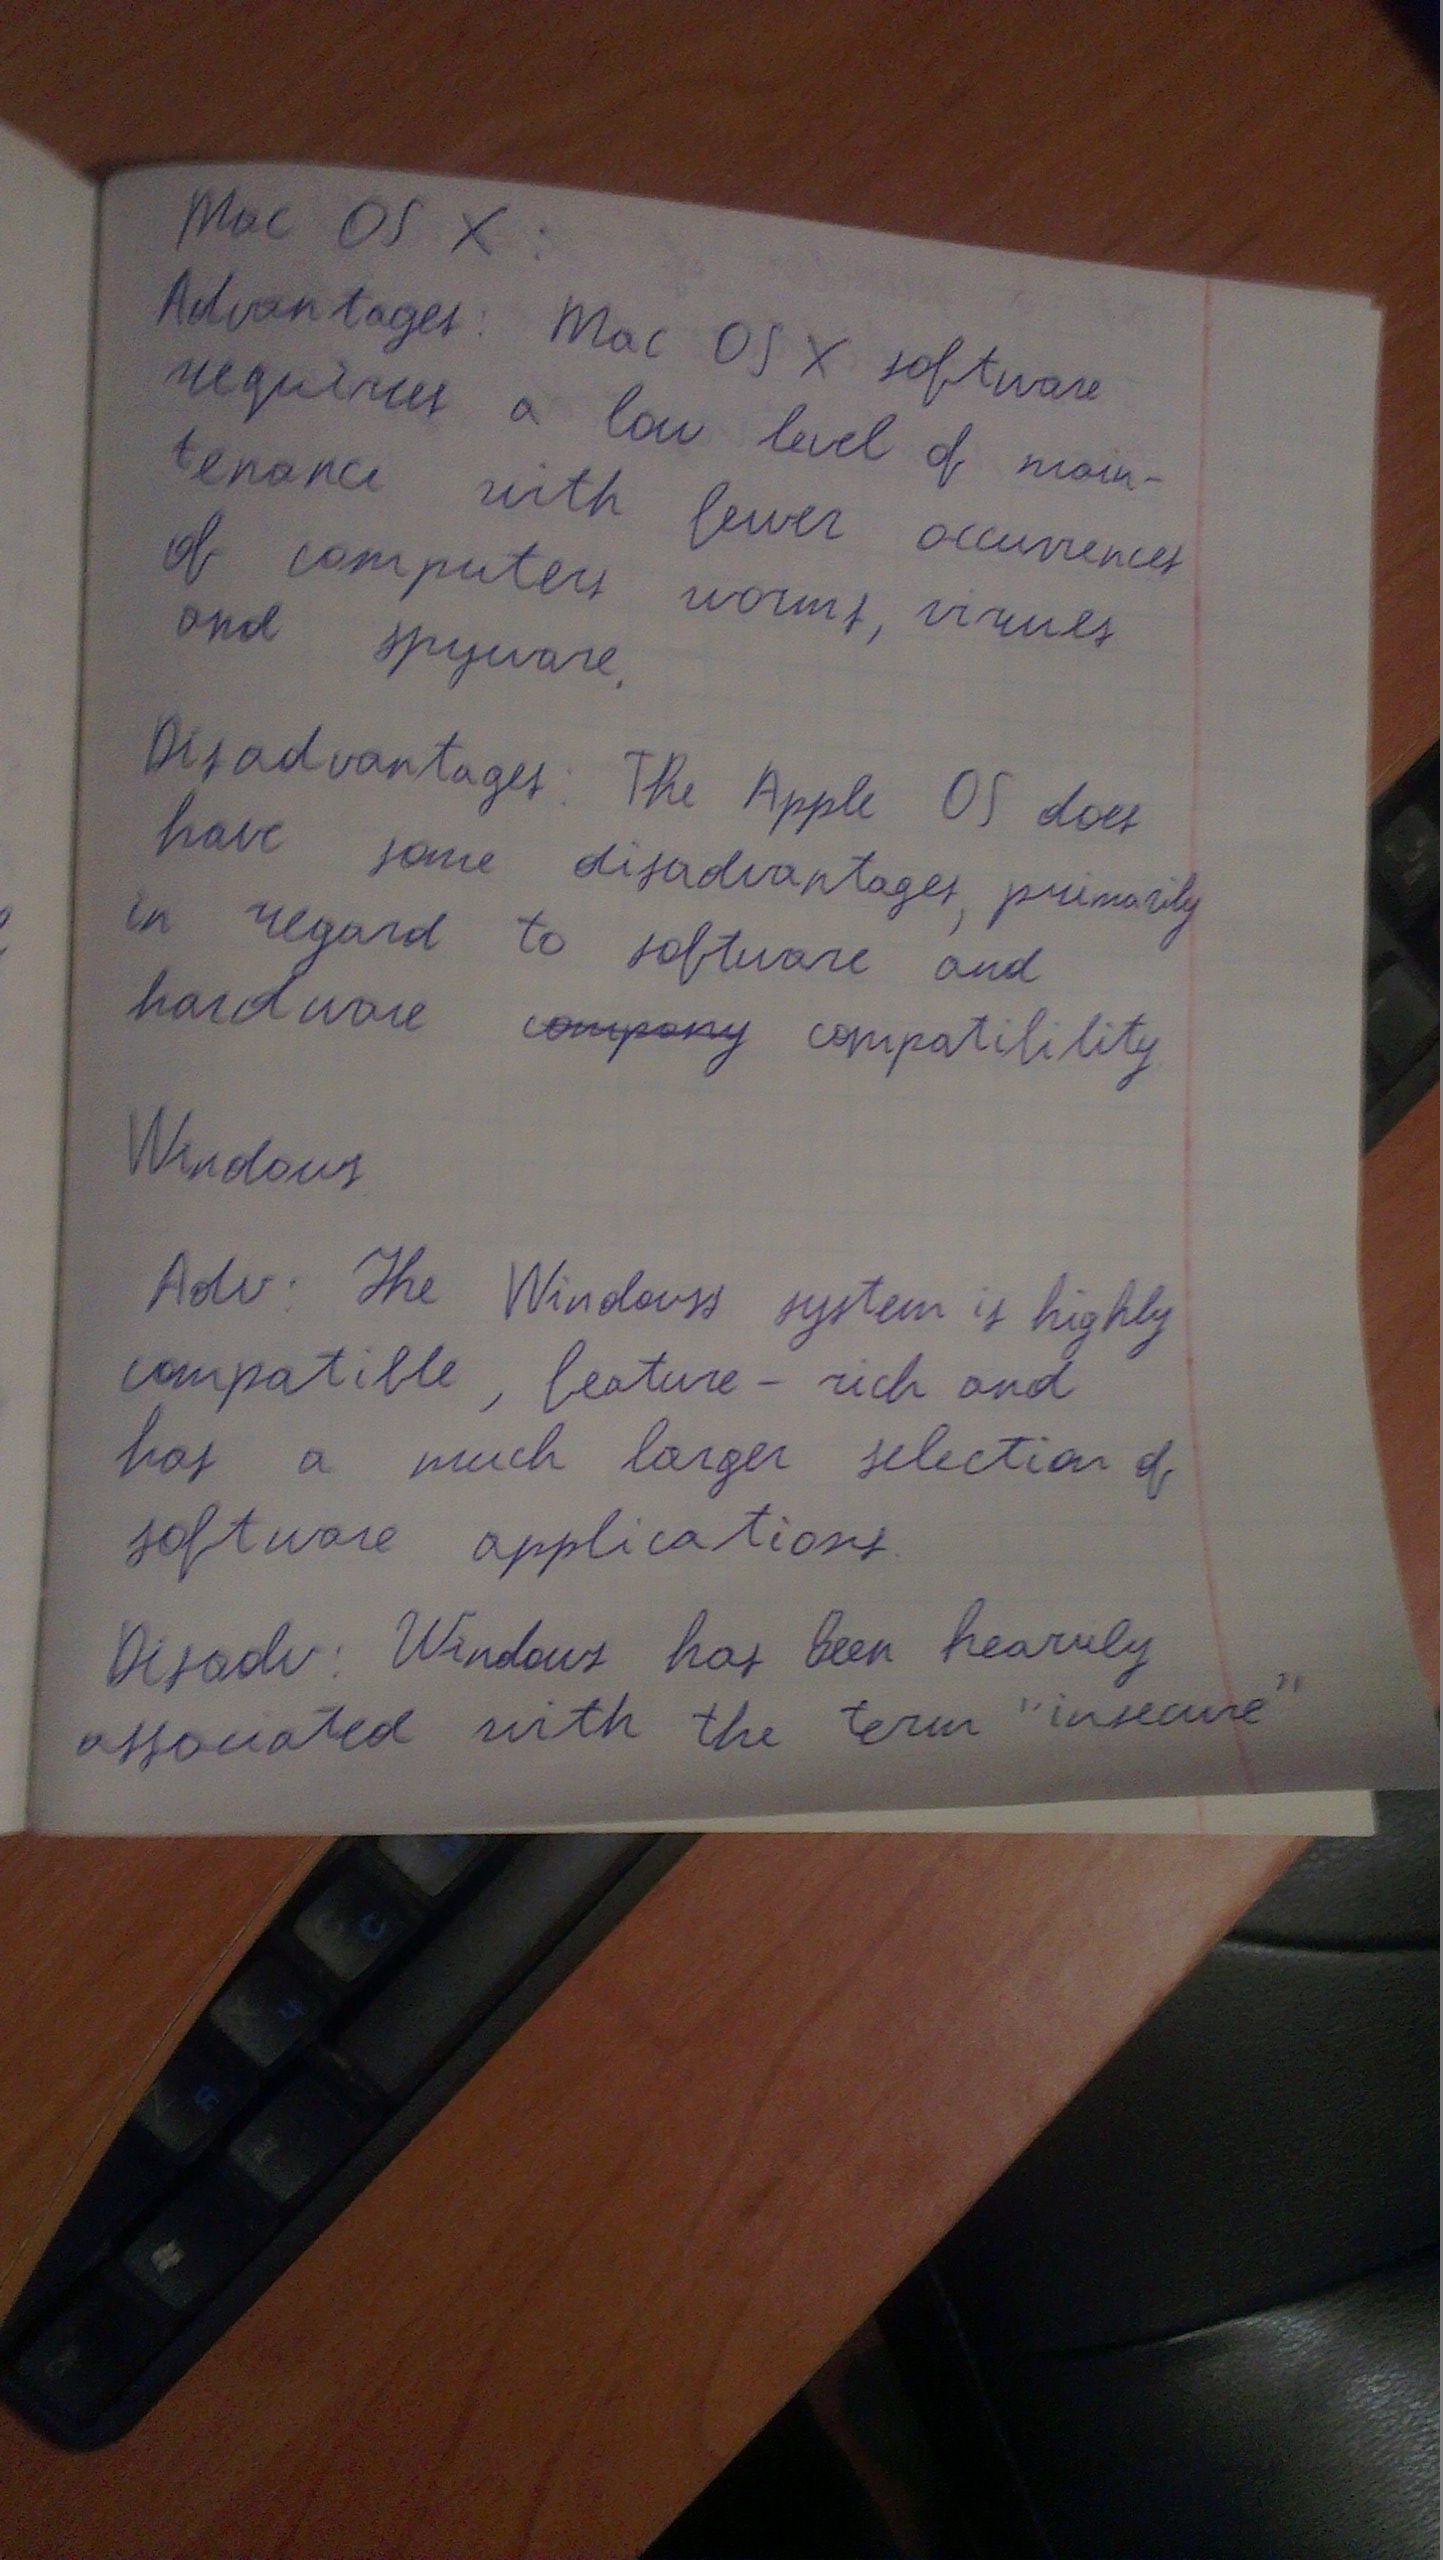 Mac OS X:
Advantages: Mac OS X software
requires a low level of main-
tenance with fewer occurrences
of computers worms, viruses
and spyware.
Disadvantages: The Apple OS does
have some disadvantages, primarily
in regard to software and
hardware company compatibility
Windows
Adv: The Windows system is highly
compatible, feature-rich and
has a much larger selection of
software applications.
Disadv: Windows has been heavily
associated with the term "insecure"